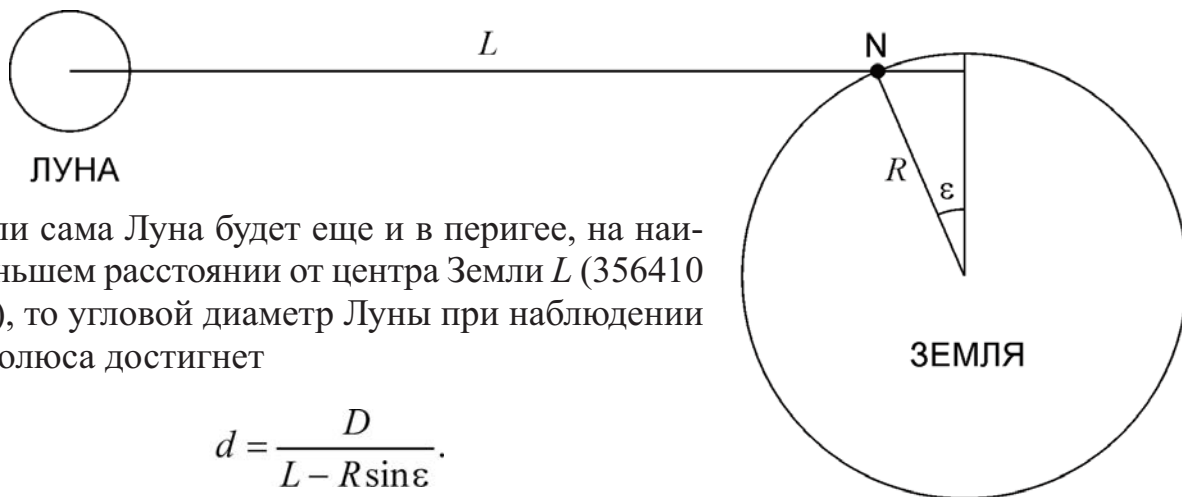 L
N
ЛУНА
R
ε
ли сама Луна будет еще и в перигее, на наи-
ньшем расстоянии от центра Земли L (356410
), то угловой диаметр Луны при наблюдении
олюса достигнет
ЗЕМЛЯ
d = D / (L − R sin ε).